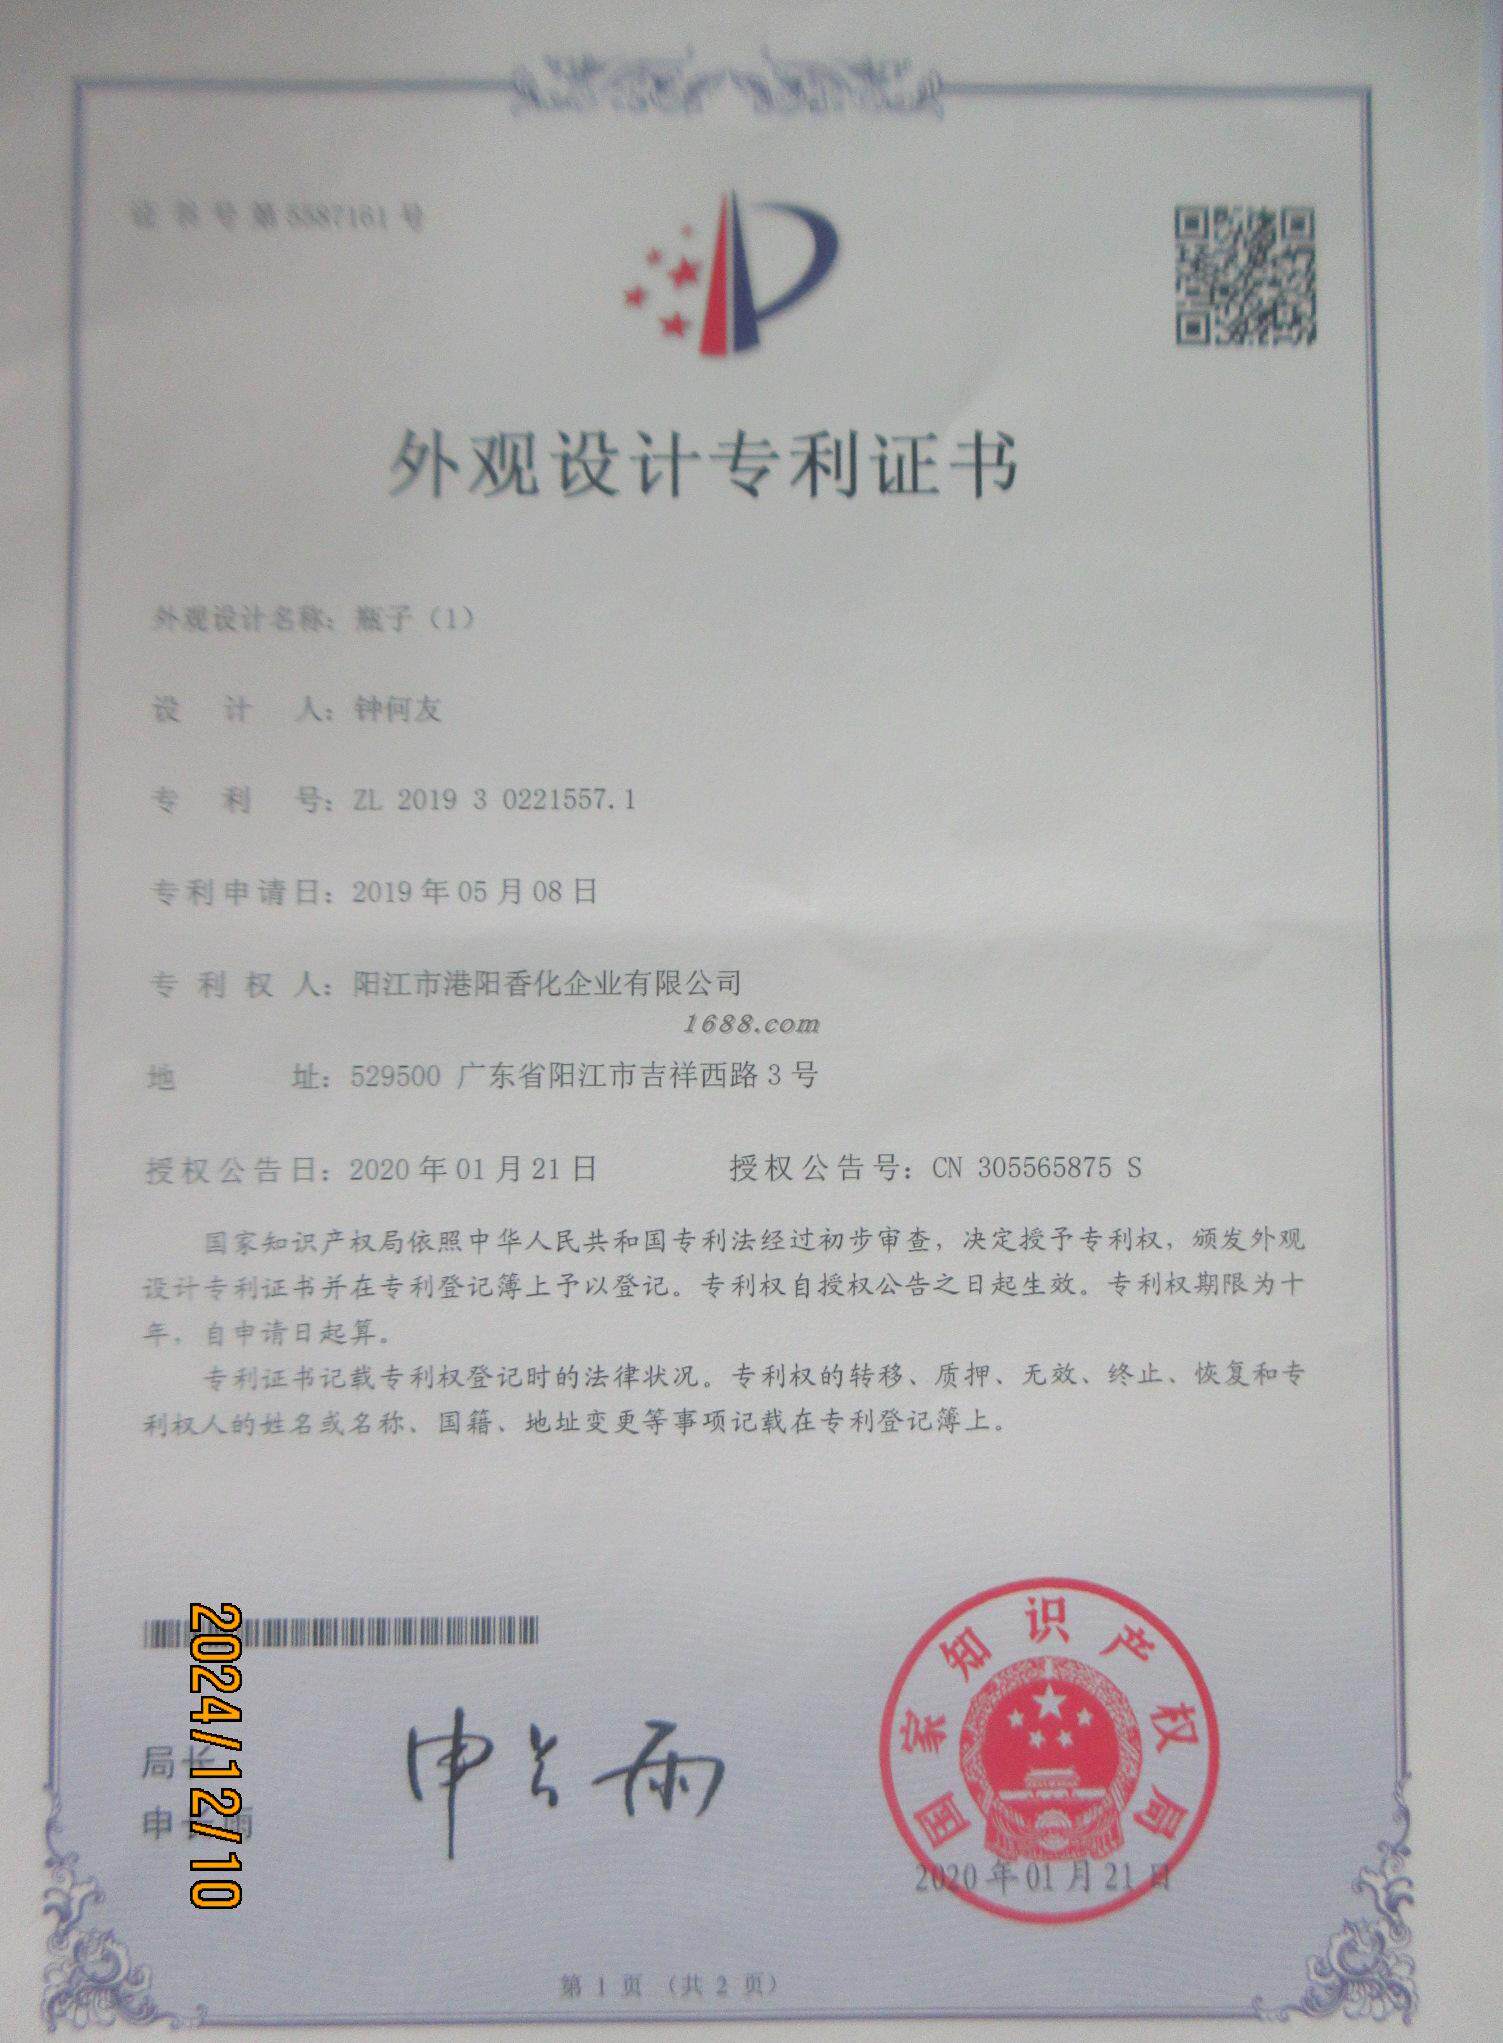 证书号第5587161号
外观设计专利证书
外观设计名称：瓶子（1）
设计人：钟何友
专利号：ZL 2019 3 0221557.1
专利申请日：2019年05月08日
专利权人：阳江市港阳香化企业有限公司
1688.com
地址：529500 广东省阳江市吉祥西路3号
授权公告日：2020年01月21日 授权公告号：CN 305565875 S
国家知识产权局依照中华人民共和国专利法经过初步审查，决定授予专利权，颁发外观
设计专利证书并在专利登记簿上予以登记。专利权自授权公告之日起生效。专利权期限为十
年，自申请日起算。
专利证书记载专利权登记时的法律状况。专利权的转移、质押、无效、终止、恢复和专
利权人的姓名或名称、国籍、地址变更等事项记载在专利登记簿上。
2024/12/10
局长
申长雨
申长雨
国家知识产权局
2020年01月21日
第 1 页 （共 2 页）